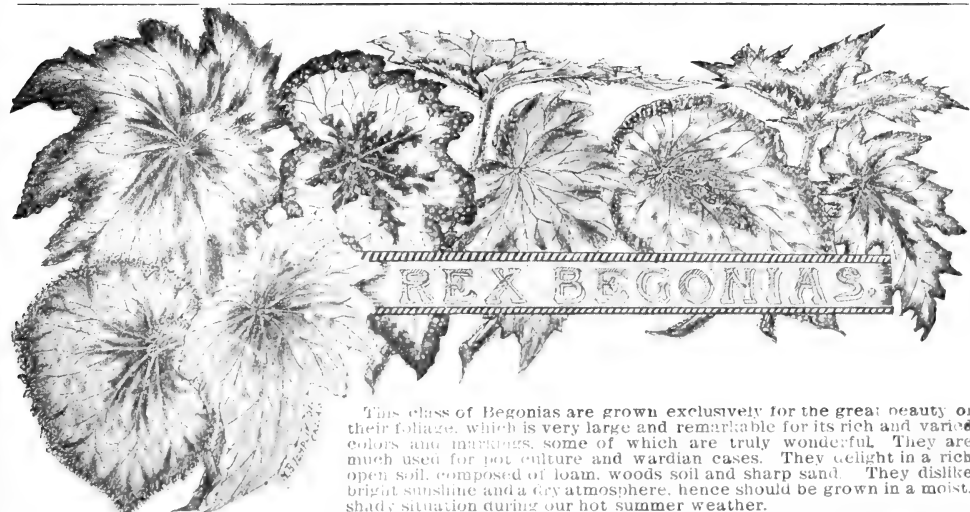 REX BEGONIAS.
This class of Begonias are grown exclusively for the great beauty of
their foliage, which is very large and remarkable for its rich and varied
colors and markings, some of which are truly wonderful. They are
much used for pot culture and wardian cases. They delight in a rich
open soil, composed of loam, woods soil and sharp sand. They dislike
bright sunshine and a dry atmosphere, hence should be grown in a moist,
shady situation during our hot summer weather.